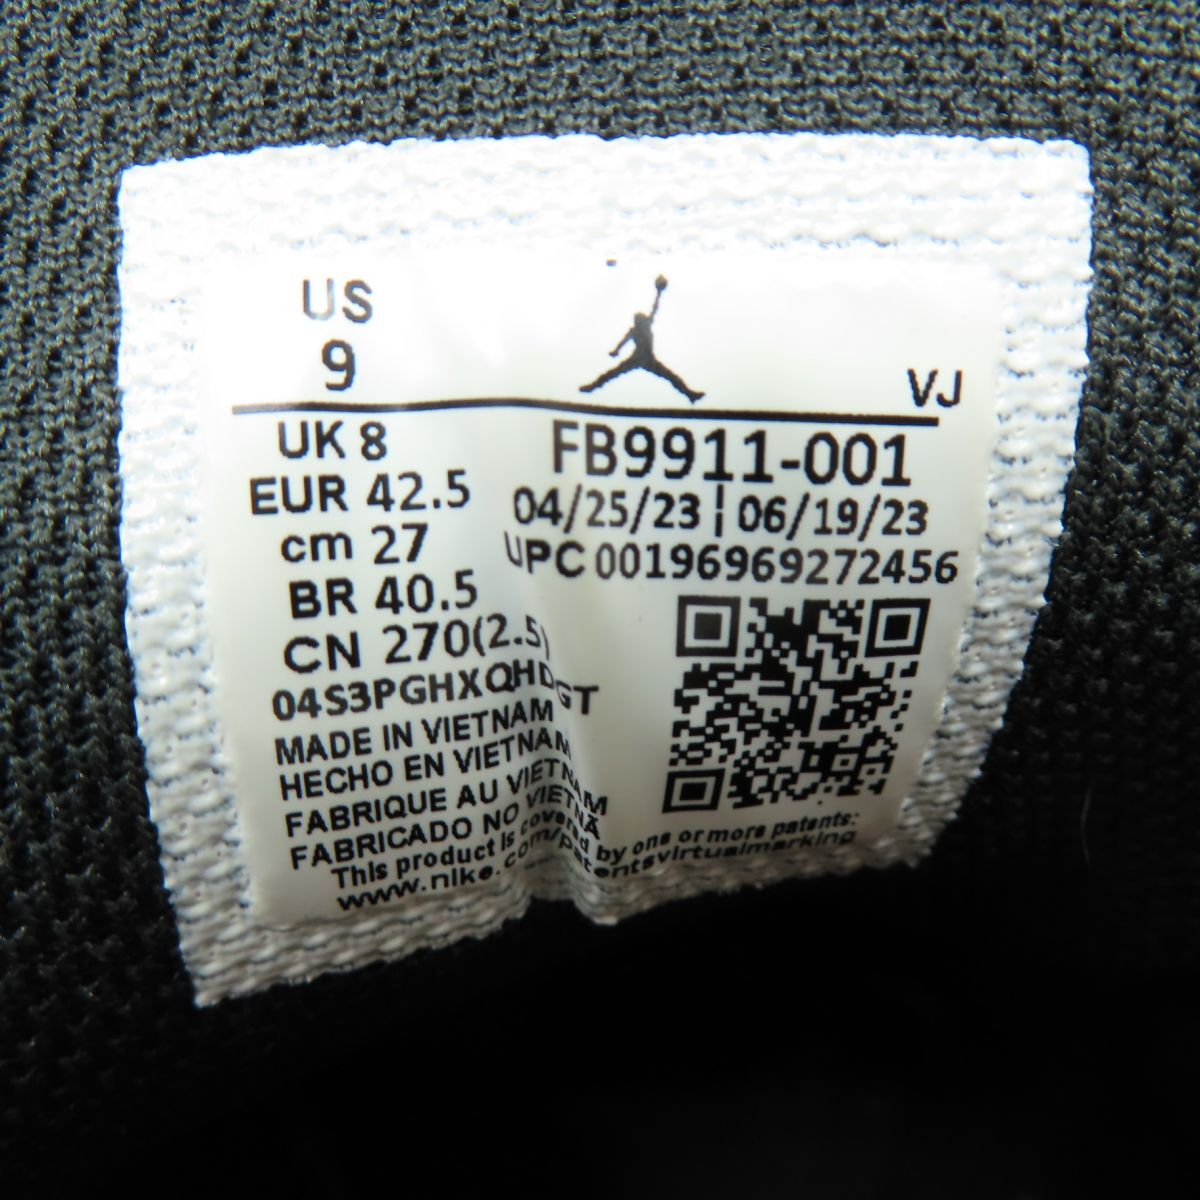 US
9
VJ
UK 8
EUR 42.5
cm 27
BR 40.5
CN 270(2.5)
FB9911-001
04/25/23 | 06/19/23
UPC 00196969272456
04S3PGHXQHDGT
MADE IN VIETNAM
HECHO EN VIETNAM
FABRIQUE AU VIETNAM
FABRICADO NO VIETNÃ
This product is covered by one or more patents:
www.nike.com/patentsvirtualmarking